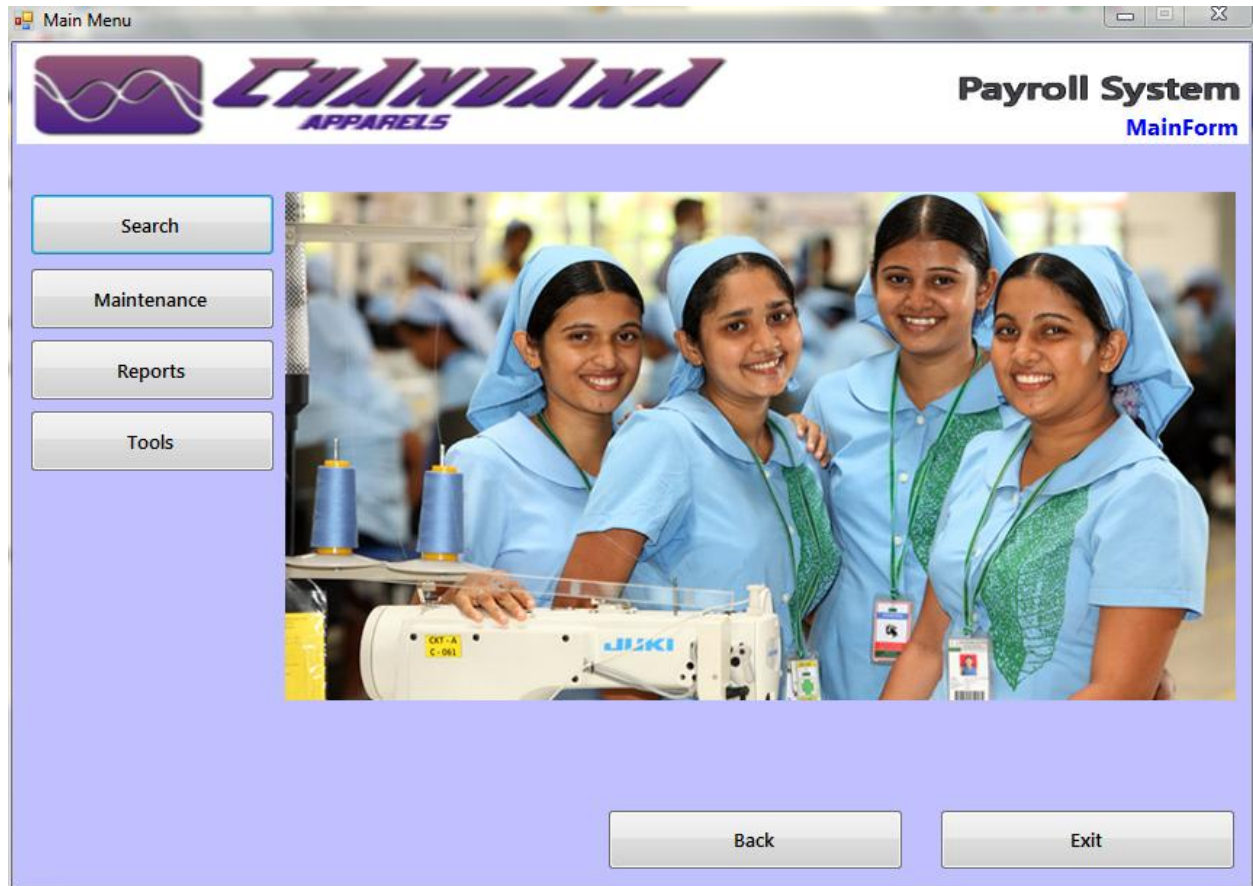 Main Menu
CHANDANA
APPARELS
Payroll System
MainForm
Search
Maintenance
Reports
Tools
CKT - A
C - 061
JUKI
Back
Exit